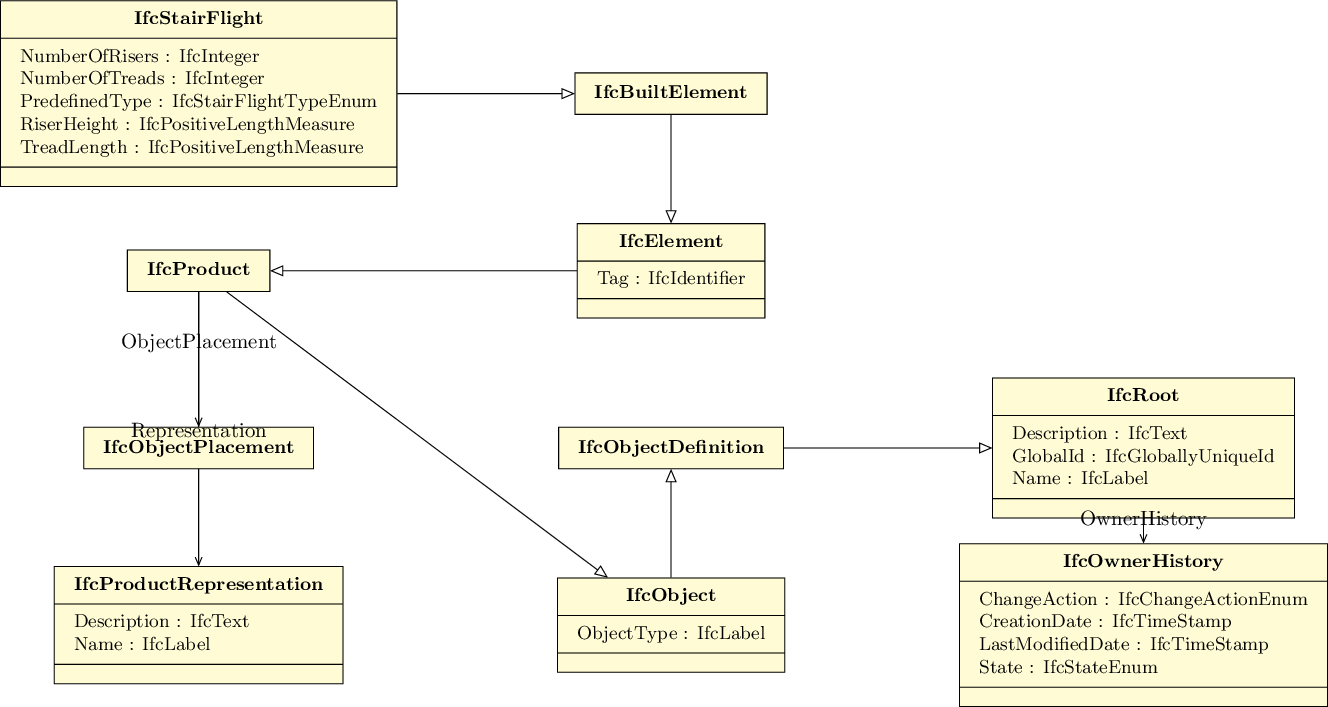 IfcStairFlight
NumberOfRisers : IfcInteger
NumberOfTreads : IfcInteger
PredefinedType : IfcStairFlightTypeEnum
RiserHeight : IfcPositiveLengthMeasure
TreadLength : IfcPositiveLengthMeasure
IfcBuiltElement
IfcElement
Tag : IfcIdentifier
IfcProduct
ObjectPlacement
Representation
IfcObjectPlacement
IfcProductRepresentation
Description : IfcText
Name : IfcLabel
IfcObjectDefinition
IfcObject
ObjectType : IfcLabel
IfcRoot
Description : IfcText
GlobalId : IfcGloballyUniqueId
Name : IfcLabel
OwnerHistory
IfcOwnerHistory
ChangeAction : IfcChangeActionEnum
CreationDate : IfcTimeStamp
LastModifiedDate : IfcTimeStamp
State : IfcStateEnum